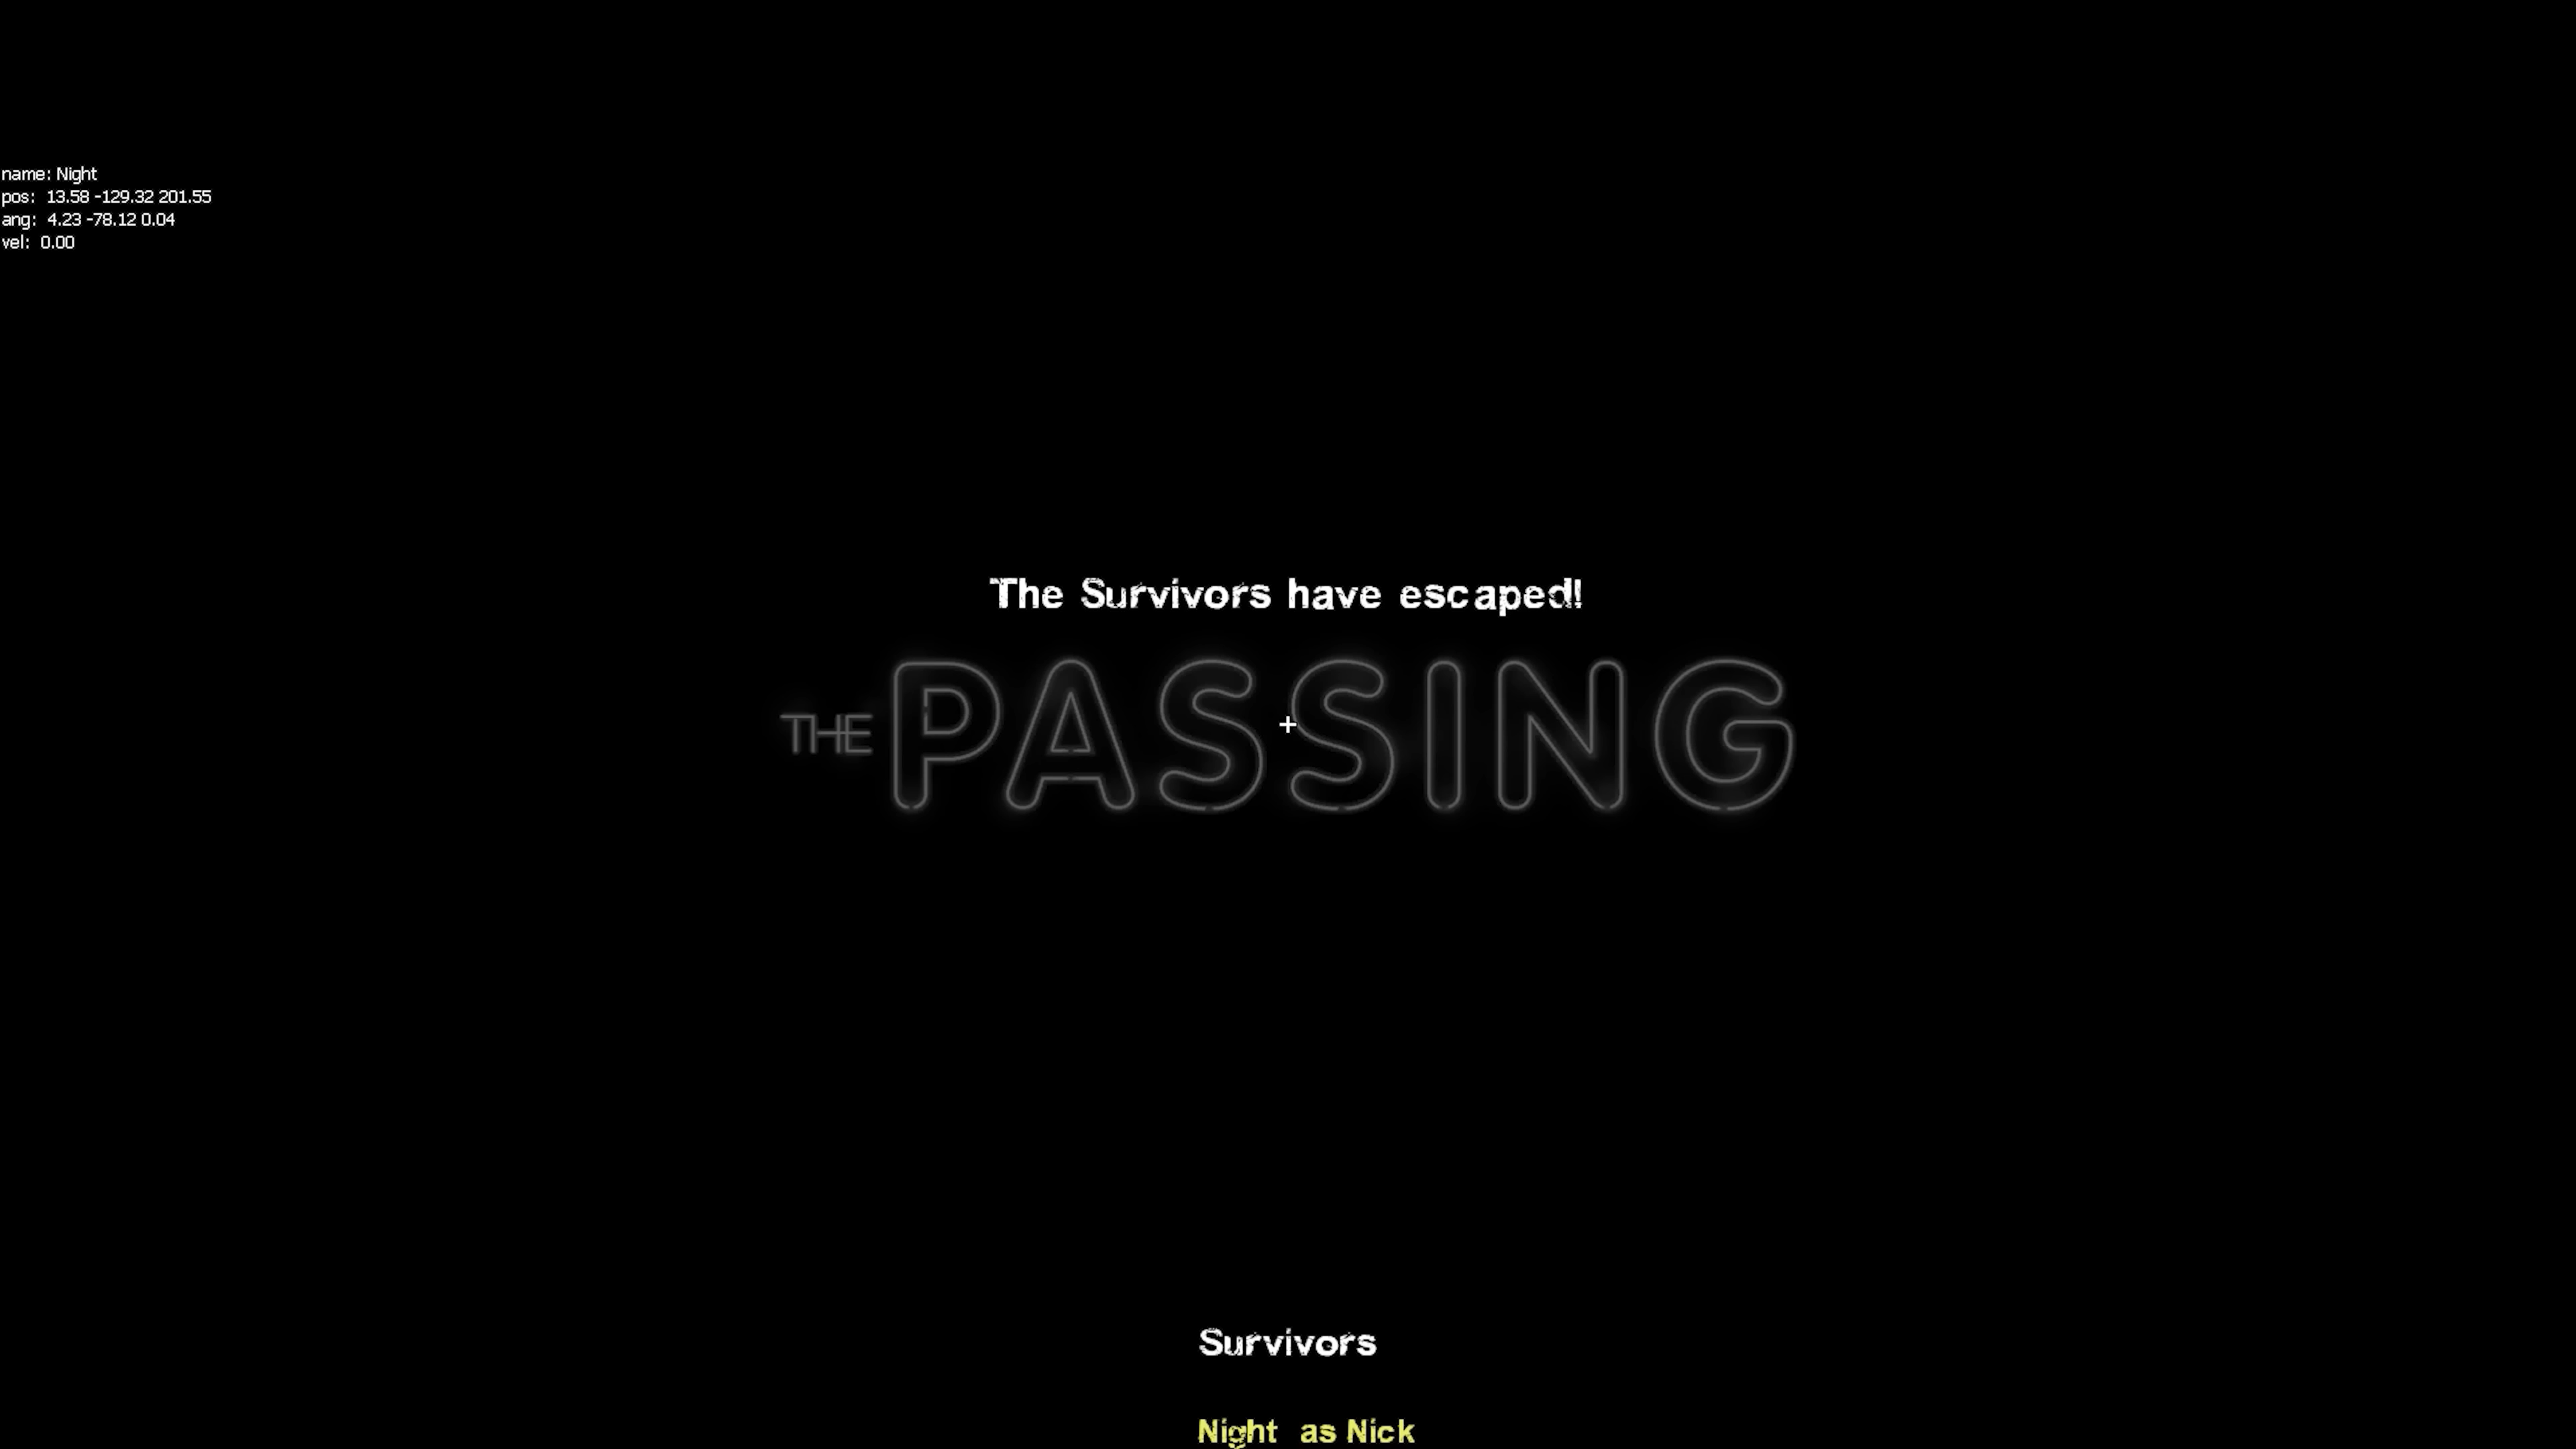 name: Night
pos: 13.58 -129.32 201.55
ang: 4.23 -78.12 0.04
vel: 0.00
The Survivors have escaped!
THE PASSING
Survivors
Night as Nick